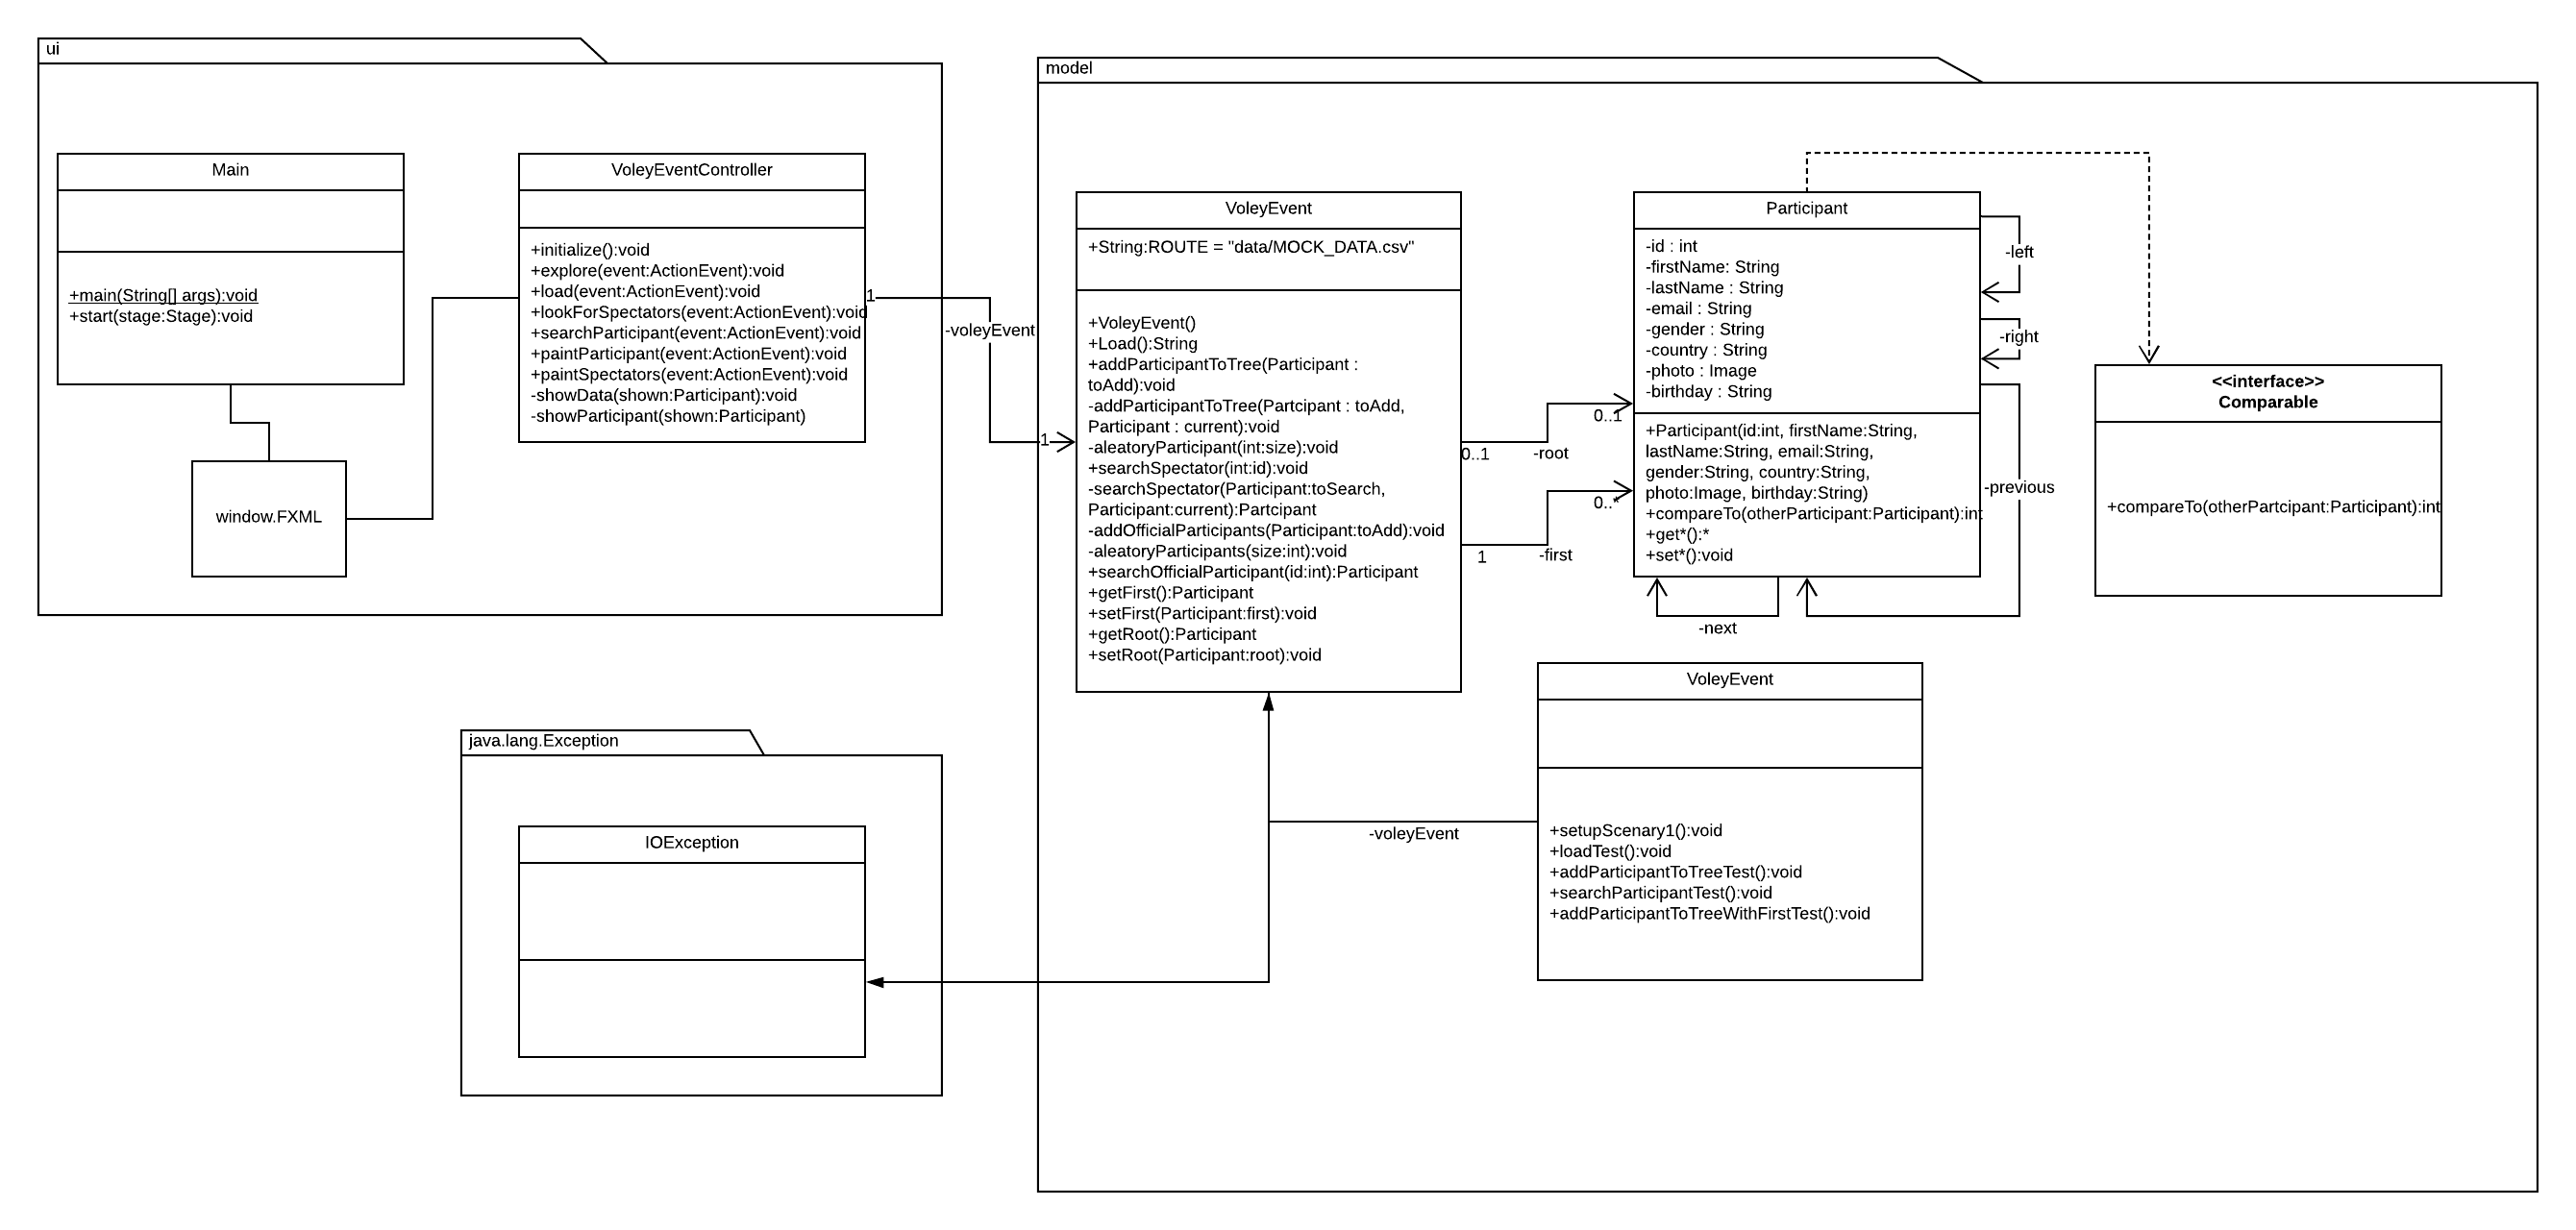 ui
Main
+main(String[] args):void
+start(stage:Stage):void
window.FXML
VoleyEventController
+initialize():void
+explore(event:ActionEvent):void
+load(event:ActionEvent):void
+lookForSpectators(event:ActionEvent):void
+searchParticipant(event:ActionEvent):void
+paintParticipant(event:ActionEvent):void
+paintSpectators(event:ActionEvent):void
-showData(shown:Participant):void
-showParticipant(shown:Participant)
1
-voleyEvent
1
model
VoleyEvent
+String:ROUTE = "data/MOCK_DATA.csv"
+VoleyEvent()
+Load():String
+addParticipantToTree(Participant :
toAdd):void
-addParticipantToTree(Partcipant : toAdd,
Participant : current):void
-aleatoryParticipant(int:size):void
+searchSpectator(int:id):void
-searchSpectator(Participant:toSearch,
Participant:current):Partcipant
-addOfficialParticipants(Participant:toAdd):void
-aleatoryParticipants(size:int):void
+searchOfficialParticipant(id:int):Participant
+getFirst():Participant
+setFirst(Participant:first):void
+getRoot():Participant
+setRoot(Participant:root):void
0..1
-root
0..1
1
-first
0..*
Participant
-id : int
-firstName: String
-lastName : String
-email : String
-gender : String
-country : String
-photo : Image
-birthday : String
+Participant(id:int, firstName:String,
lastName:String, email:String,
gender:String, country:String,
photo:Image, birthday:String)
+compareTo(otherParticipant:Participant):int
+get*():*
+set*():void
-left
-right
-previous
-next
<<interface>>
Comparable
+compareTo(otherPartcipant:Participant):int
VoleyEvent
+setupScenary1():void
+loadTest():void
+addParticipantToTreeTest():void
+searchParticipantTest():void
+addParticipantToTreeWithFirstTest():void
-voleyEvent
java.lang.Exception
IOException